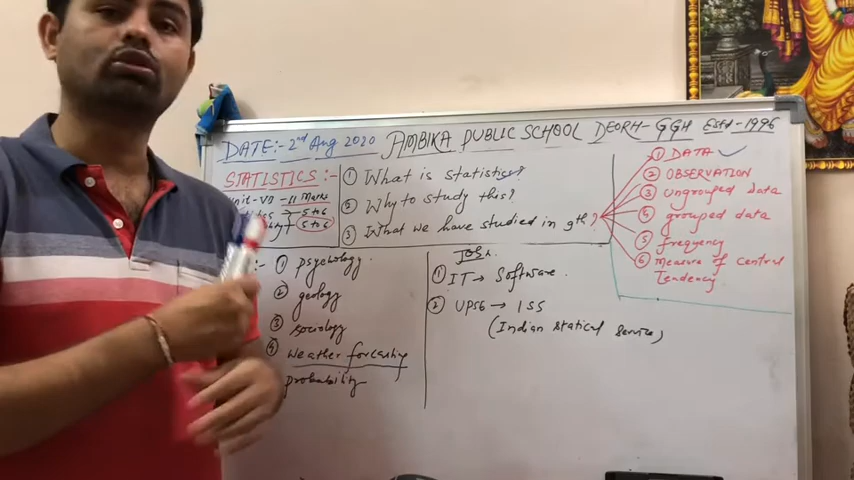 DATE:- 2nd Aug 2020 AMBIKA PUBLIC SCHOOL DEORH-GGH Estd-1996
STATISTICS:-
Unit-VII -11 Marks
→ 5 to 6
5 to 6
① What is statistics?
② Why to study this?
③ What we have studied in 9th?
① DATA
② OBSERVATION
③ Ungrouped data
④ grouped data
⑤ frequency
⑥ Measure of central
Tendency
① psychology
② geology
③ sociology
④ Weather forcashy
probability
① IT → Software.
② UPSC → ISS
(Indian statical service)